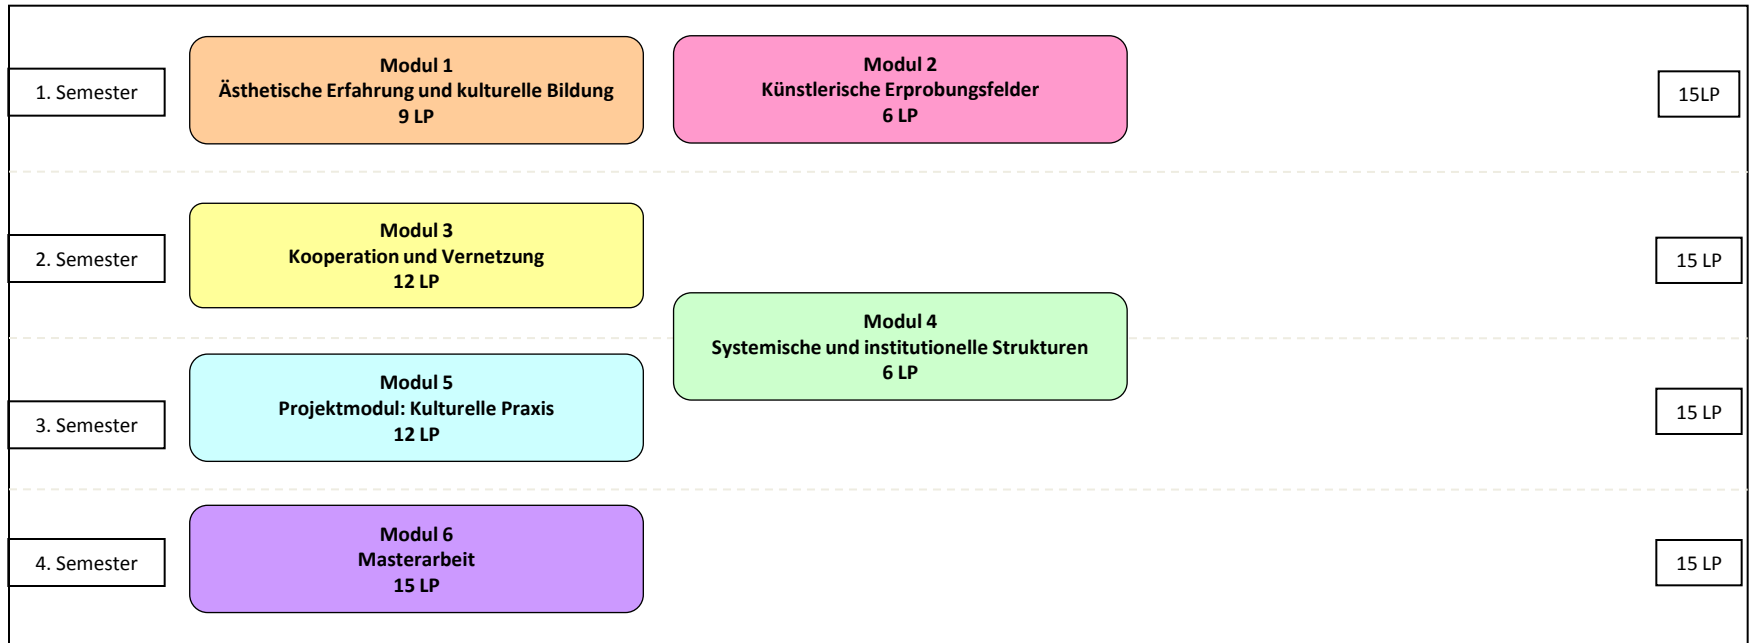 1. Semester
Modul 1
Ästhetische Erfahrung und kulturelle Bildung
9 LP
Modul 2
Künstlerische Erprobungsfelder
6 LP
15LP
2. Semester
Modul 3
Kooperation und Vernetzung
12 LP
15 LP
Modul 4
Systemische und institutionelle Strukturen
6 LP
3. Semester
Modul 5
Projektmodul: Kulturelle Praxis
12 LP
15 LP
4. Semester
Modul 6
Masterarbeit
15 LP
15 LP